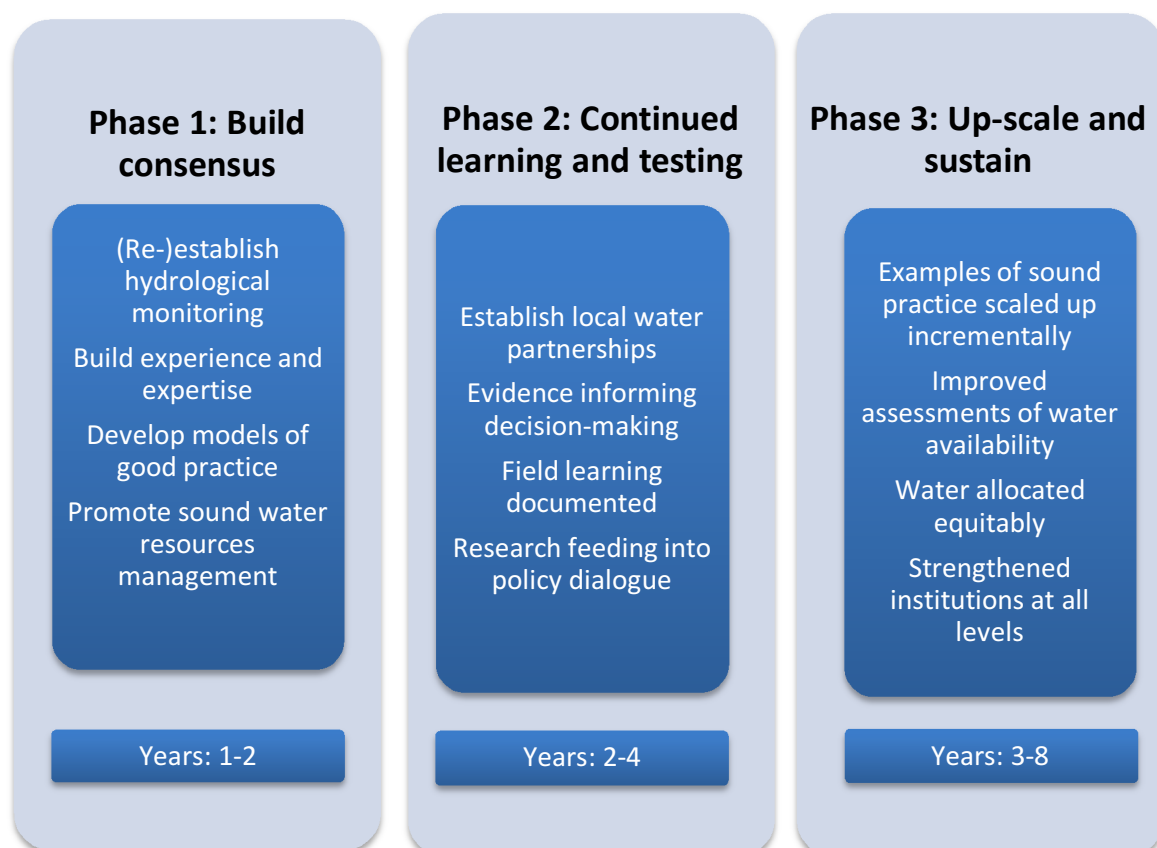 Phase 1: Build
consensus
(Re-)establish
hydrological
monitoring
Build experience and
expertise
Develop models of
good practice
Promote sound water
resources
management
Years: 1-2
Phase 2: Continued
learning and testing
Establish local water
partnerships
Evidence informing
decision-making
Field learning
documented
Research feeding into
policy dialogue
Years: 2-4
Phase 3: Up-scale and
sustain
Examples of sound
practice scaled up
incrementally
Improved
assessments of water
availability
Water allocated
equitably
Strengthened
institutions at all
levels
Years: 3-8